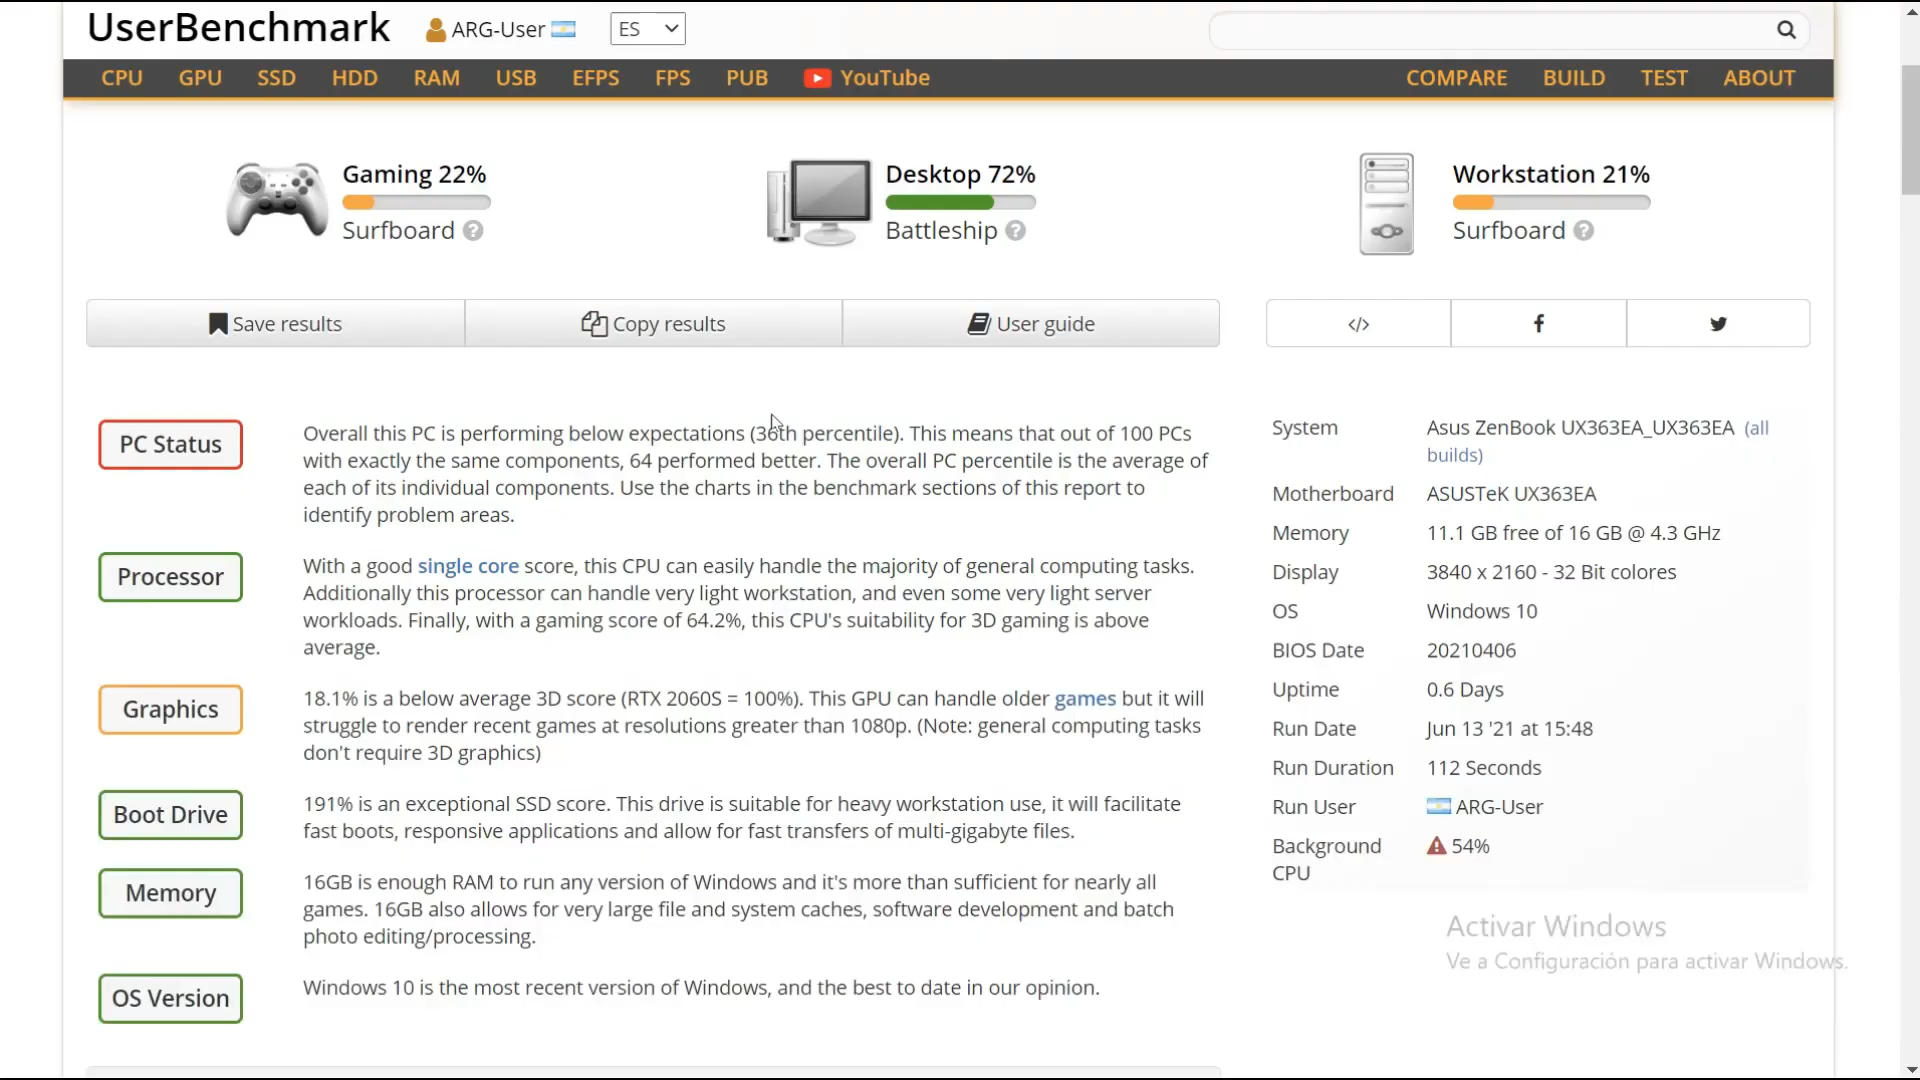 UserBenchmark ARG-User ES
CPU GPU SSD HDD RAM USB EFPS FPS PUB YouTube COMPARE BUILD TEST ABOUT
Gaming 22%
Surfboard ?
Desktop 72%
Battleship ?
Workstation 21%
Surfboard ?
Save results Copy results User guide </> f
PC Status
Overall this PC is performing below expectations (36th percentile). This means that out of 100 PCs
with exactly the same components, 64 performed better. The overall PC percentile is the average of
each of its individual components. Use the charts in the benchmark sections of this report to
identify problem areas.
Processor
With a good single core score, this CPU can easily handle the majority of general computing tasks.
Additionally this processor can handle very light workstation, and even some very light server
workloads. Finally, with a gaming score of 64.2%, this CPU's suitability for 3D gaming is above
average.
Graphics
18.1% is a below average 3D score (RTX 2060S = 100%). This GPU can handle older games but it will
struggle to render recent games at resolutions greater than 1080p. (Note: general computing tasks
don't require 3D graphics)
Boot Drive
191% is an exceptional SSD score. This drive is suitable for heavy workstation use, it will facilitate
fast boots, responsive applications and allow for fast transfers of multi-gigabyte files.
Memory
16GB is enough RAM to run any version of Windows and it's more than sufficient for nearly all
games. 16GB also allows for very large file and system caches, software development and batch
photo editing/processing.
OS Version
Windows 10 is the most recent version of Windows, and the best to date in our opinion.
System Asus ZenBook UX363EA_UX363EA (all
builds)
Motherboard ASUSTeK UX363EA
Memory 11.1 GB free of 16 GB @ 4.3 GHz
Display 3840 x 2160 - 32 Bit colores
OS Windows 10
BIOS Date 20210406
Uptime 0.6 Days
Run Date Jun 13 '21 at 15:48
Run Duration 112 Seconds
Run User ARG-User
Background 54%
CPU
Activar Windows
Ve a Configuración para activar Windows.